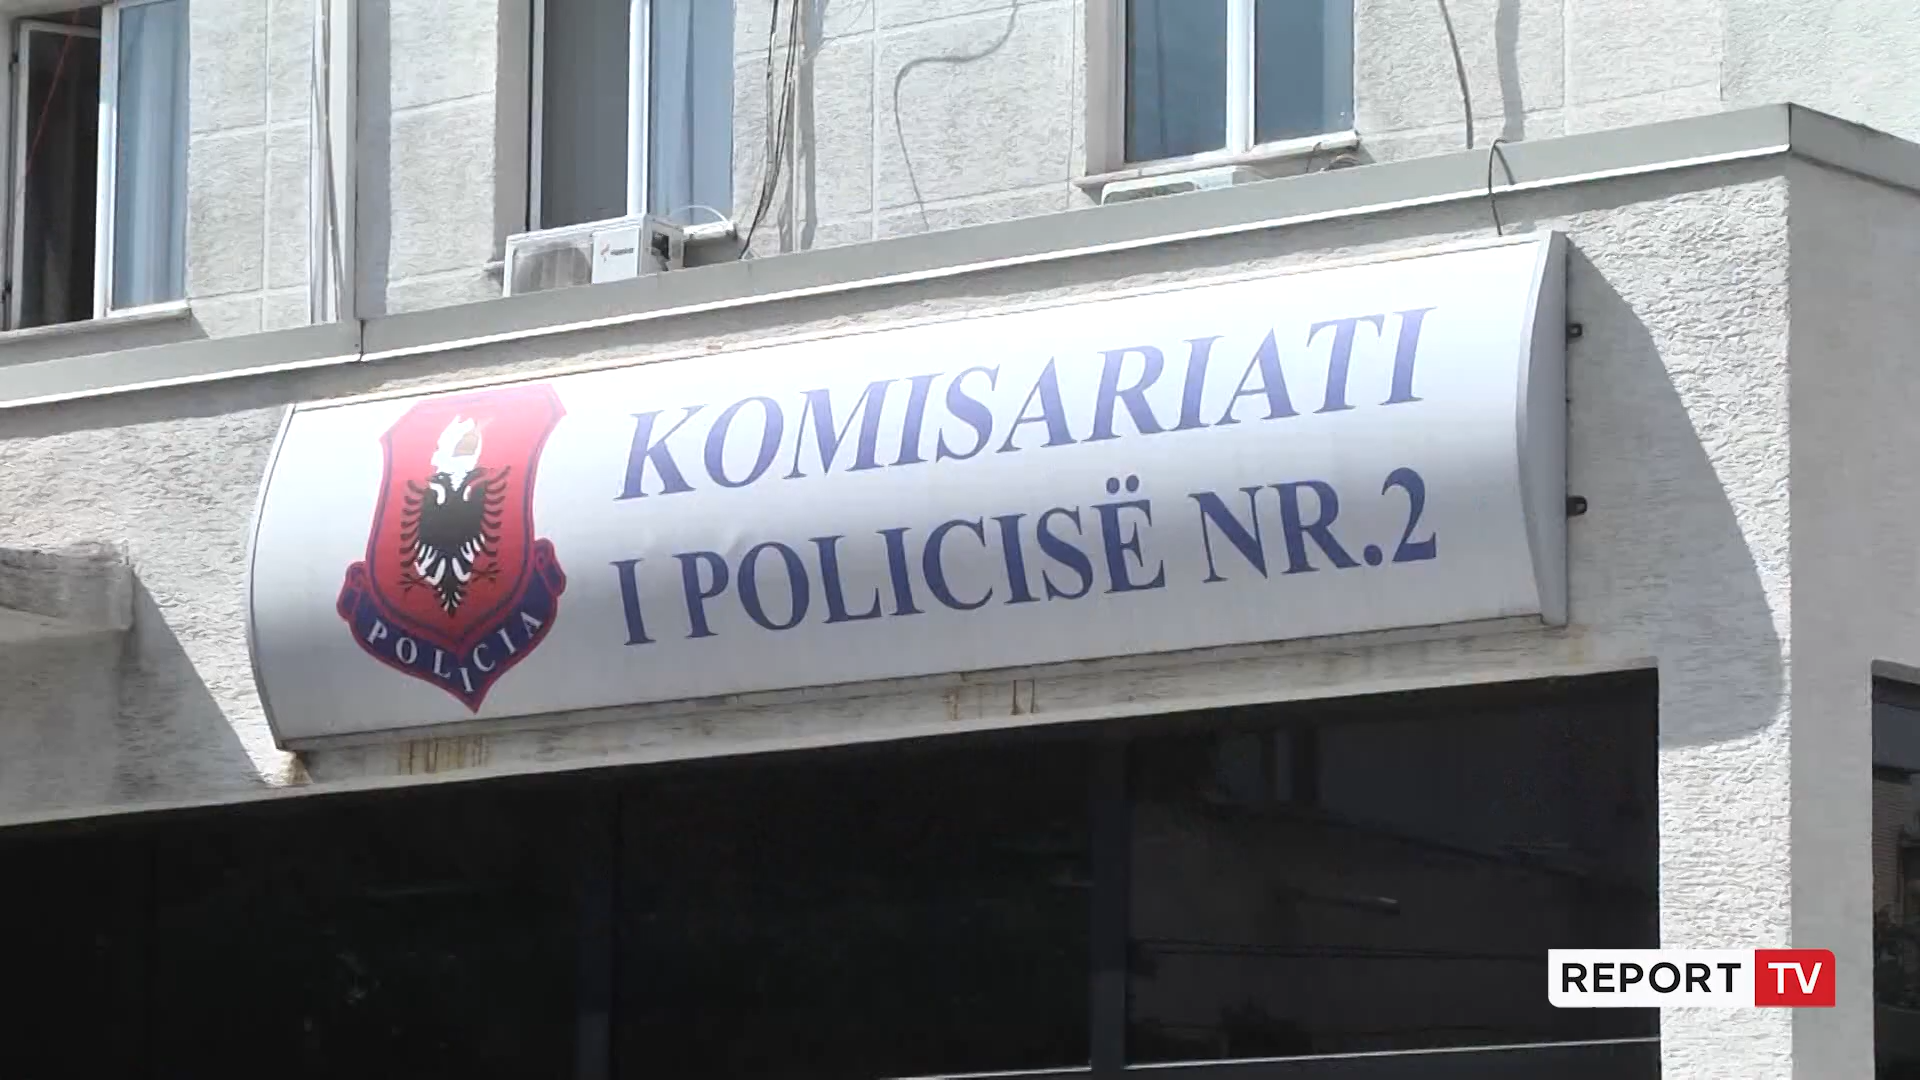 KOMISARIATI
I POLICISË NR.2
POLICIA
REPORT TV